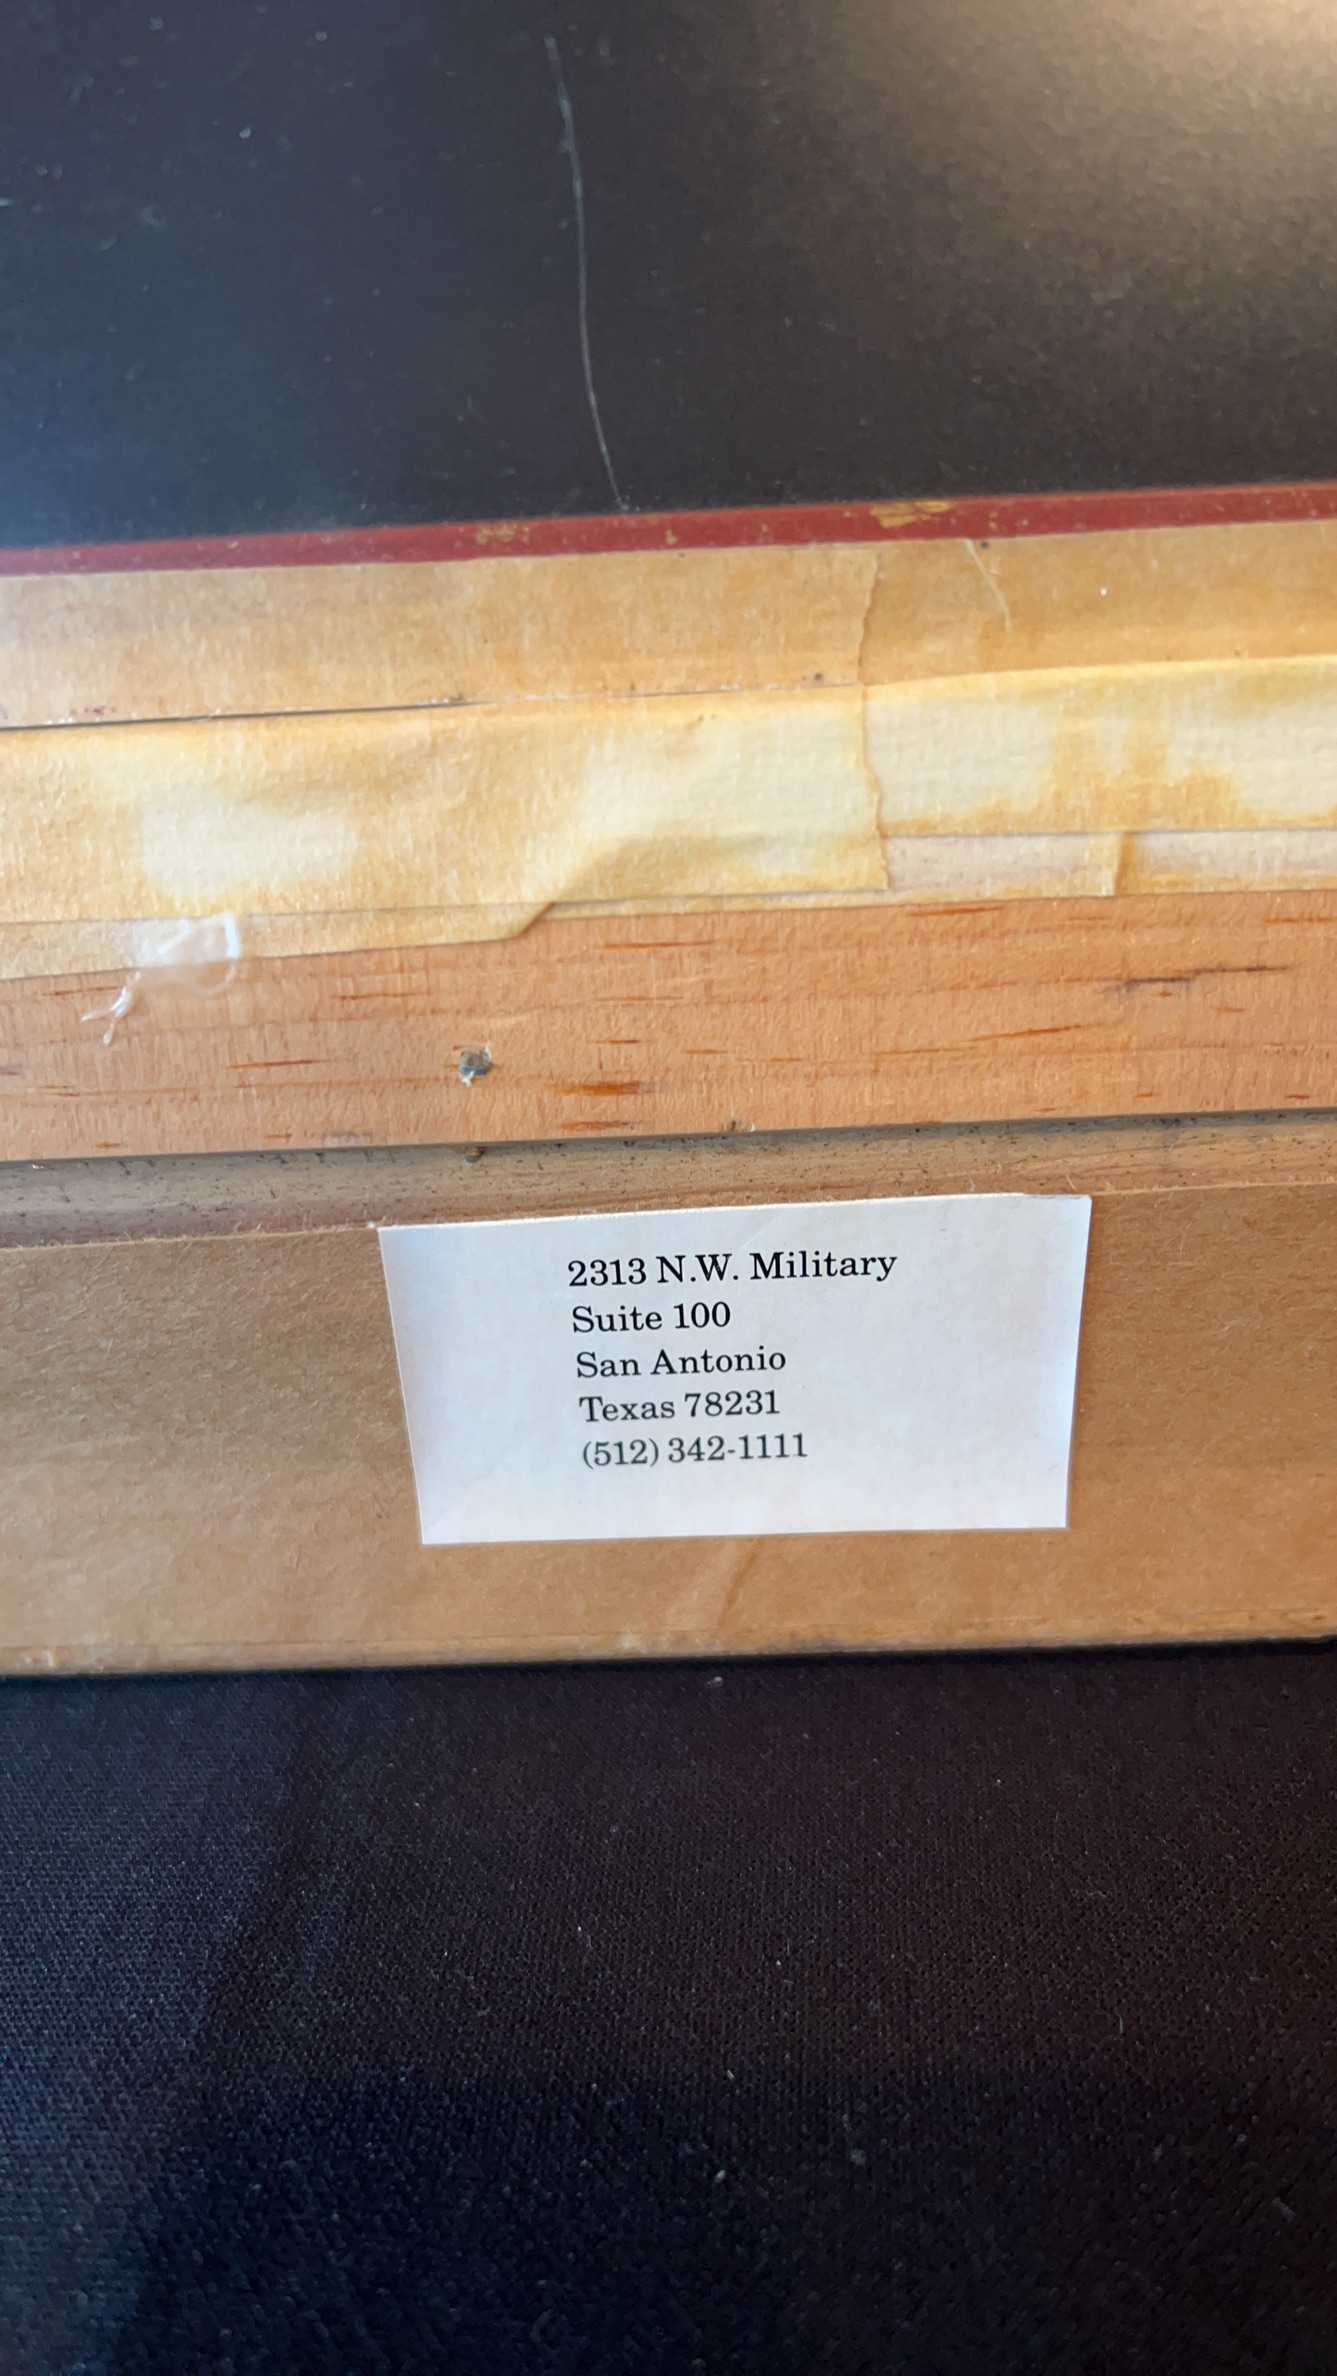 2313 N.W. Military
Suite 100
San Antonio
Texas 78231
(512) 342-1111